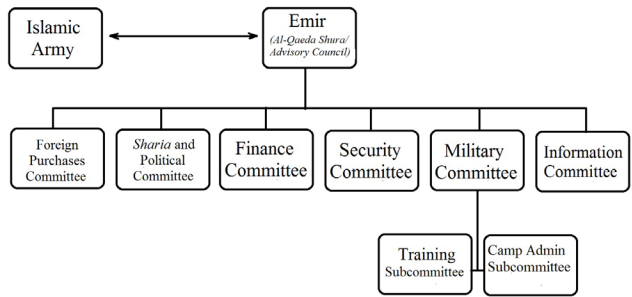 Islamic
Army
Emir
(Al-Qaeda Shura/
Advisory Council)
Foreign
Purchases
Committee
Sharia and
Political
Committee
Finance
Committee
Security
Committee
Military
Committee
Information
Committee
Training
Subcommittee
Camp Admin
Subcommittee